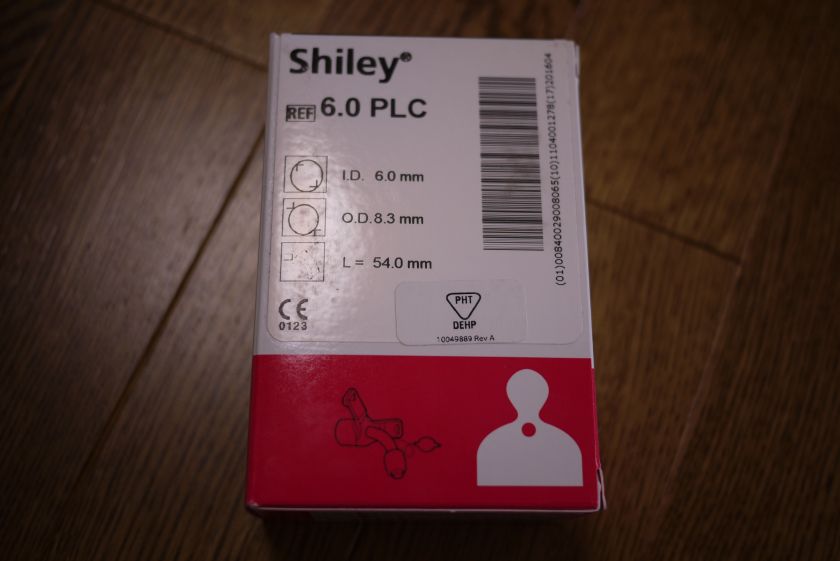 Shiley®
REF 6.0 PLC
I.D. 6.0 mm
O.D. 8.3 mm
L = 54.0 mm
CE
0123
PHT
DEHP
10049889 Rev A
(01)00840029008065(10)1104001278(17)201604